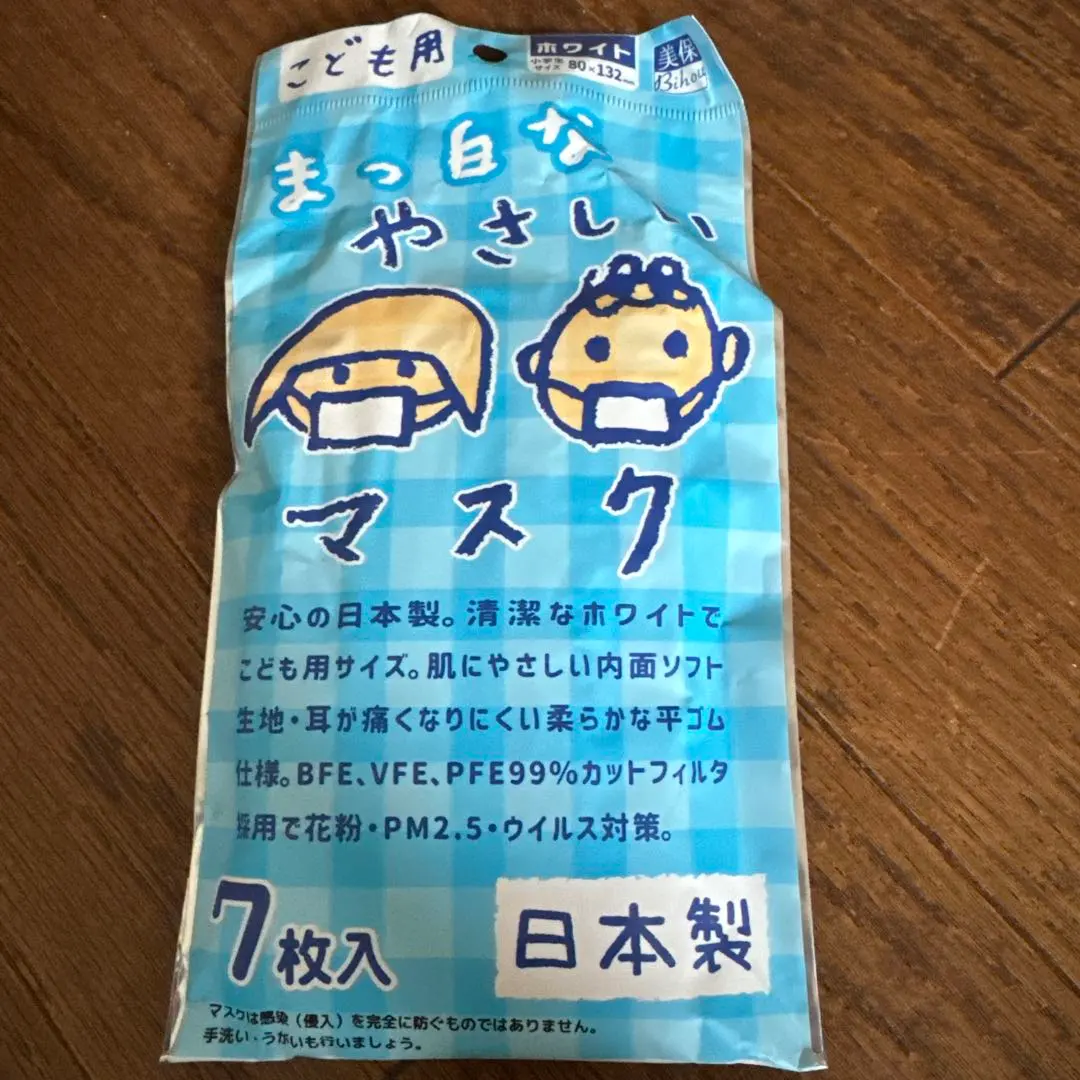 こども用
ホワイト
小学生
サイズ 80×132mm
美保
Bihou
まっ白な
やさしい
マスク
安心の日本製。清潔なホワイトで
こども用サイズ。肌にやさしい内面ソフト
生地・耳が痛くなりにくい柔らかな平ゴム
仕様。BFE、VFE、PFE99%カットフィルタ
採用で花粉・PM2.5・ウイルス対策。
7枚入
日本製
マスクは感染(侵入)を完全に防ぐものではありません。
手洗い・うがいも行いましょう。